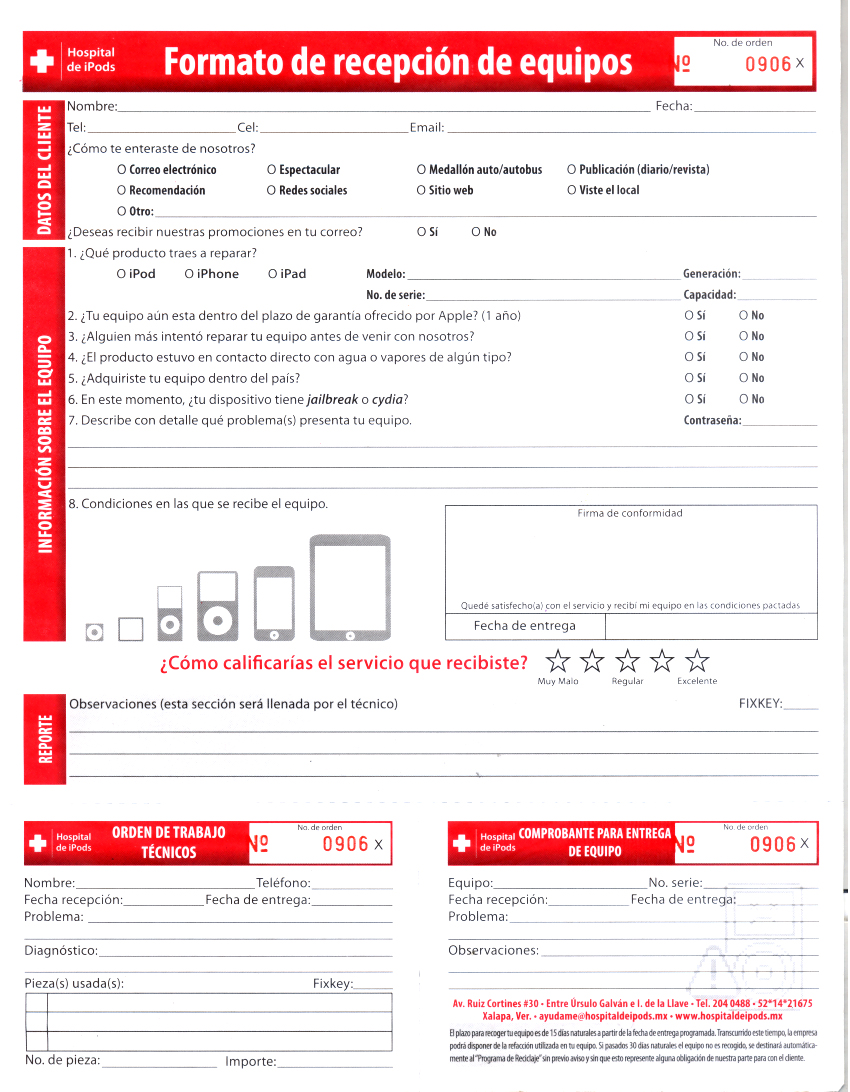 Hospital de iPods
Formato de recepción de equipos
No. de orden
Nº 0906 X
DATOS DEL CLIENTE
Nombre: Fecha:
Tel: Cel: Email:
¿Cómo te enteraste de nosotros?
O Correo electrónico O Espectacular O Medallón auto/autobus O Publicación (diario/revista)
O Recomendación O Redes sociales O Sitio web O Viste el local
O Otro:
¿Deseas recibir nuestras promociones en tu correo? O Sí O No
INFORMACIÓN SOBRE EL EQUIPO
1. ¿Qué producto traes a reparar?
O iPod O iPhone O iPad Modelo: Generación:
No. de serie: Capacidad:
2. ¿Tu equipo aún esta dentro del plazo de garantía ofrecido por Apple? (1 año) O Sí O No
3. ¿Alguien más intentó reparar tu equipo antes de venir con nosotros? O Sí O No
4. ¿El producto estuvo en contacto directo con agua o vapores de algún tipo? O Sí O No
5. ¿Adquiriste tu equipo dentro del país? O Sí O No
6. En este momento, ¿tu dispositivo tiene jailbreak o cydia? O Sí O No
7. Describe con detalle qué problema(s) presenta tu equipo. Contraseña:
8. Condiciones en las que se recibe el equipo.
Firma de conformidad
Quedé satisfecho(a) con el servicio y recibí mi equipo en las condiciones pactadas
Fecha de entrega
¿Cómo calificarías el servicio que recibiste?
Muy Malo Regular Excelente
REPORTE
Observaciones (esta sección será llenada por el técnico) FIXKEY:
Hospital de iPods
ORDEN DE TRABAJO
TÉCNICOS
No. de orden
Nº 0906 X
Nombre: Teléfono:
Fecha recepción: Fecha de entrega:
Problema:
Diagnóstico:
Pieza(s) usada(s): Fixkey:
No. de pieza: Importe:
Hospital de iPods
COMPROBANTE PARA ENTREGA
DE EQUIPO
No. de orden
Nº 0906 X
Equipo: No. serie:
Fecha recepción: Fecha de entrega:
Problema:
Observaciones:
Av. Ruiz Cortines #30 • Entre Úrsulo Galván e I. de la Llave • Tel. 204 0488 • 52*14*21675
Xalapa, Ver. • ayudame@hospitaldeipods.mx • www.hospitaldeipods.mx
El plazo para recoger tu equipo es de 15 días naturales a partir de la fecha de entrega programada. Transcurrido este tiempo, la empresa
podrá disponer de la refacción utilizada en tu equipo. Si pasados 30 días naturales el equipo no es recogido, se destinará automática-
mente al "Programa de Reciclaje" sin previo aviso y sin que esto represente alguna obligación de nuestra parte para con el cliente.